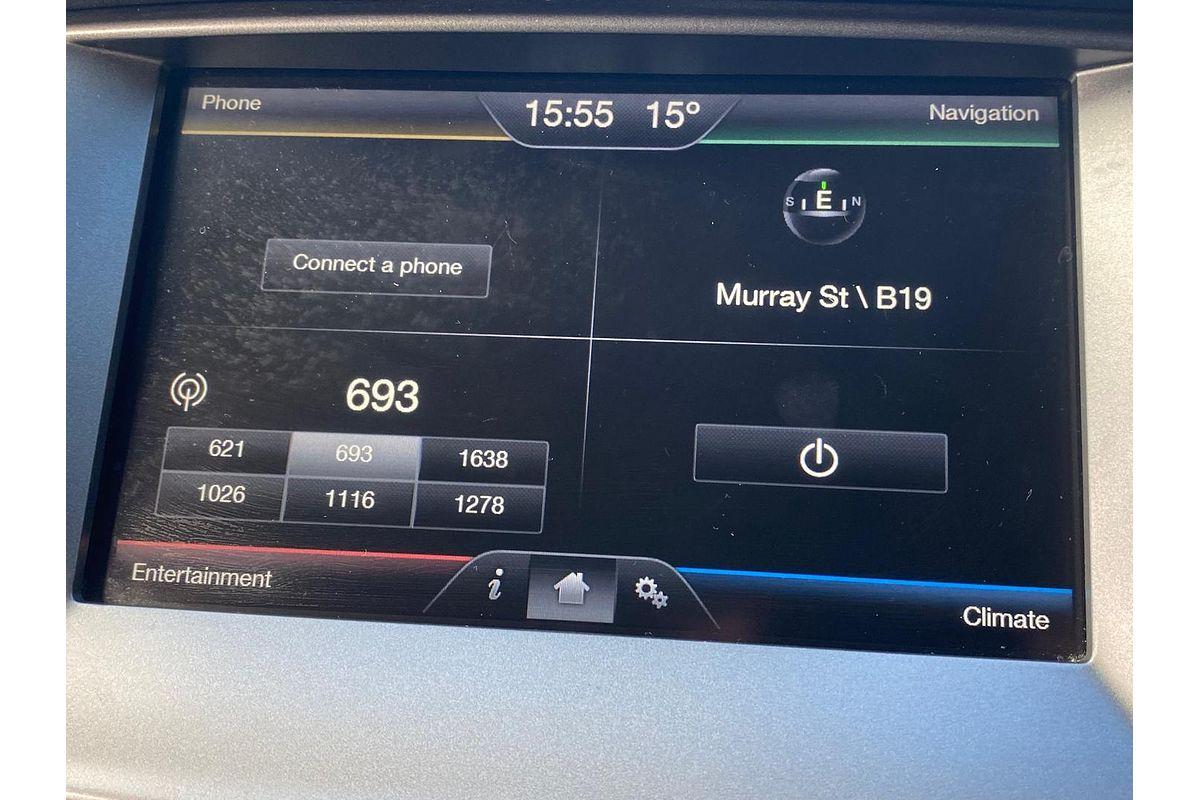 Phone
15:55 15°
Navigation
S E N
Connect a phone
Murray St \ B19
693
621 693 1638
1026 1116 1278
Entertainment
i
Climate